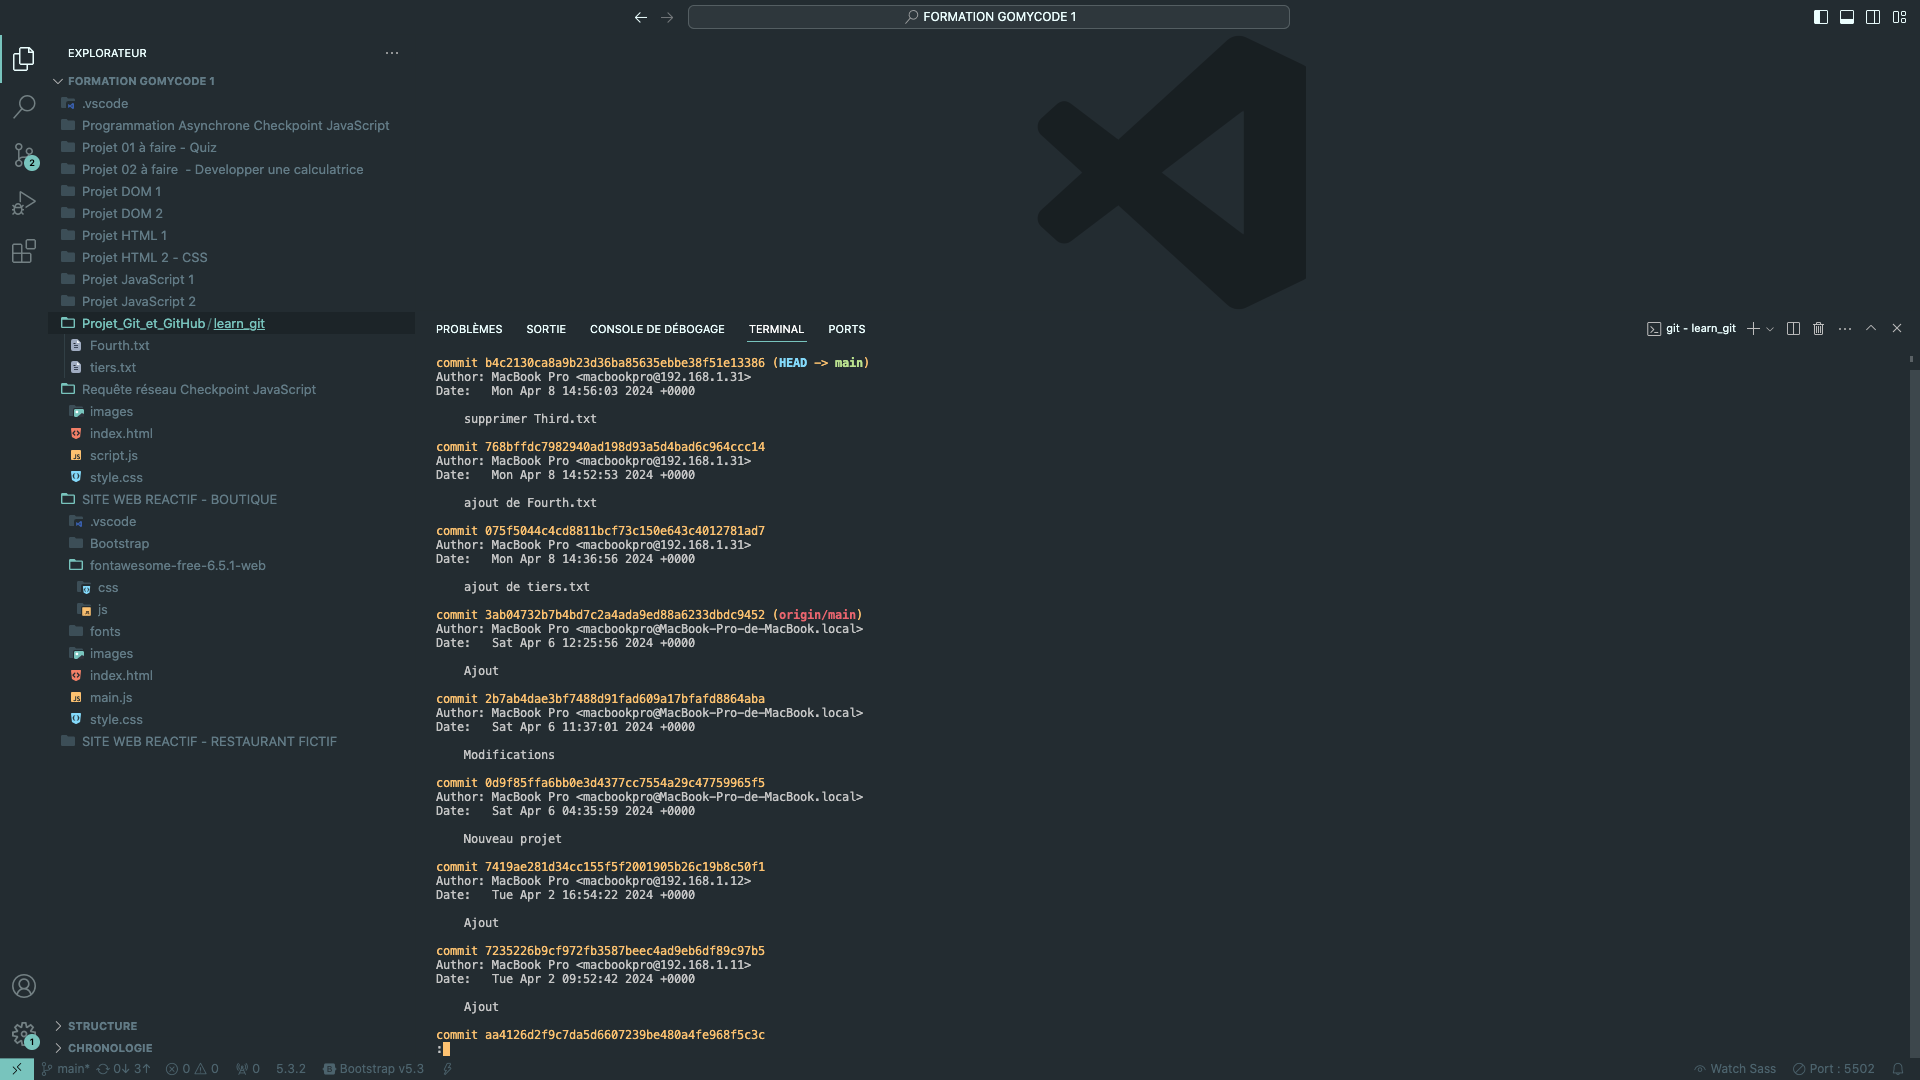 FORMATION GOMYCODE 1
EXPLORATEUR
FORMATION GOMYCODE 1
.vscode
Programmation Asynchrone Checkpoint JavaScript
Projet 01 à faire - Quiz
Projet 02 à faire - Developper une calculatrice
Projet DOM 1
Projet DOM 2
Projet HTML 1
Projet HTML 2 - CSS
Projet JavaScript 1
Projet JavaScript 2
Projet_Git_et_GitHub / learn_git
Fourth.txt
tiers.txt
Requête réseau Checkpoint JavaScript
images
index.html
script.js
style.css
SITE WEB REACTIF - BOUTIQUE
.vscode
Bootstrap
fontawesome-free-6.5.1-web
css
js
fonts
images
index.html
main.js
style.css
SITE WEB REACTIF - RESTAURANT FICTIF
STRUCTURE
CHRONOLOGIE
2
1
PROBLÈMES SORTIE CONSOLE DE DÉBOGAGE TERMINAL PORTS
git - learn_git
commit b4c2130ca8a9b23d36ba85635ebbe38f51e13386 (HEAD -> main)
Author: MacBook Pro <macbookpro@192.168.1.31>
Date:   Mon Apr 8 14:56:03 2024 +0000
supprimer Third.txt
commit 768bffdc7982940ad198d93a5d4bad6c964ccc14
Author: MacBook Pro <macbookpro@192.168.1.31>
Date:   Mon Apr 8 14:52:53 2024 +0000
ajout de Fourth.txt
commit 075f5044c4cd8811bcf73c150e643c4012781ad7
Author: MacBook Pro <macbookpro@192.168.1.31>
Date:   Mon Apr 8 14:36:56 2024 +0000
ajout de tiers.txt
commit 3ab04732b7b4bd7c2a4ada9ed88a6233dbdc9452 (origin/main)
Author: MacBook Pro <macbookpro@MacBook-Pro-de-MacBook.local>
Date:   Sat Apr 6 12:25:56 2024 +0000
Ajout
commit 2b7ab4dae3bf7488d91fad609a17bfafd8864aba
Author: MacBook Pro <macbookpro@MacBook-Pro-de-MacBook.local>
Date:   Sat Apr 6 11:37:01 2024 +0000
Modifications
commit 0d9f85ffa6bb0e3d4377cc7554a29c47759965f5
Author: MacBook Pro <macbookpro@MacBook-Pro-de-MacBook.local>
Date:   Sat Apr 6 04:35:59 2024 +0000
Nouveau projet
commit 7419ae281d34cc155f5f2001905b26c19b8c50f1
Author: MacBook Pro <macbookpro@192.168.1.12>
Date:   Tue Apr 2 16:54:22 2024 +0000
Ajout
commit 7235226b9cf972fb3587beec4ad9eb6df89c97b5
Author: MacBook Pro <macbookpro@192.168.1.11>
Date:   Tue Apr 2 09:52:42 2024 +0000
Ajout
commit aa4126d2f9c7da5d6607239be480a4fe968f5c3c
:
main* 0↓ 3↑ 0 0 0 5.3.2 Bootstrap v5.3 Watch Sass Port : 5502